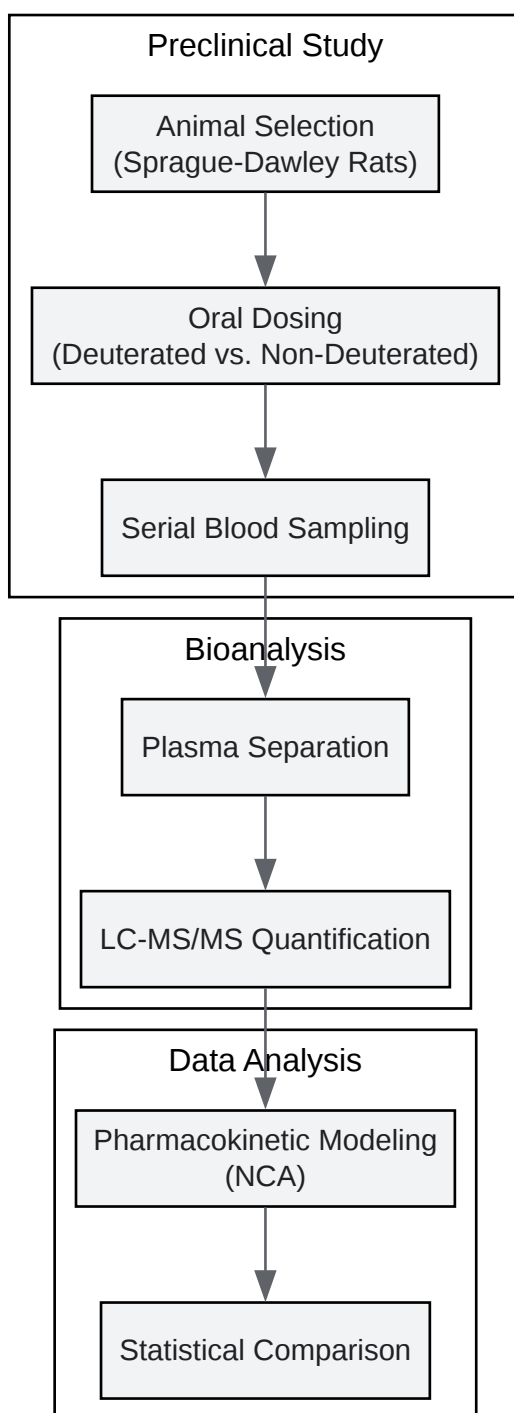 Preclinical Study
Animal Selection
(Sprague-Dawley Rats)
Oral Dosing
(Deuterated vs. Non-Deuterated)
Serial Blood Sampling
Bioanalysis
Plasma Separation
LC-MS/MS Quantification
Data Analysis
Pharmacokinetic Modeling
(NCA)
Statistical Comparison